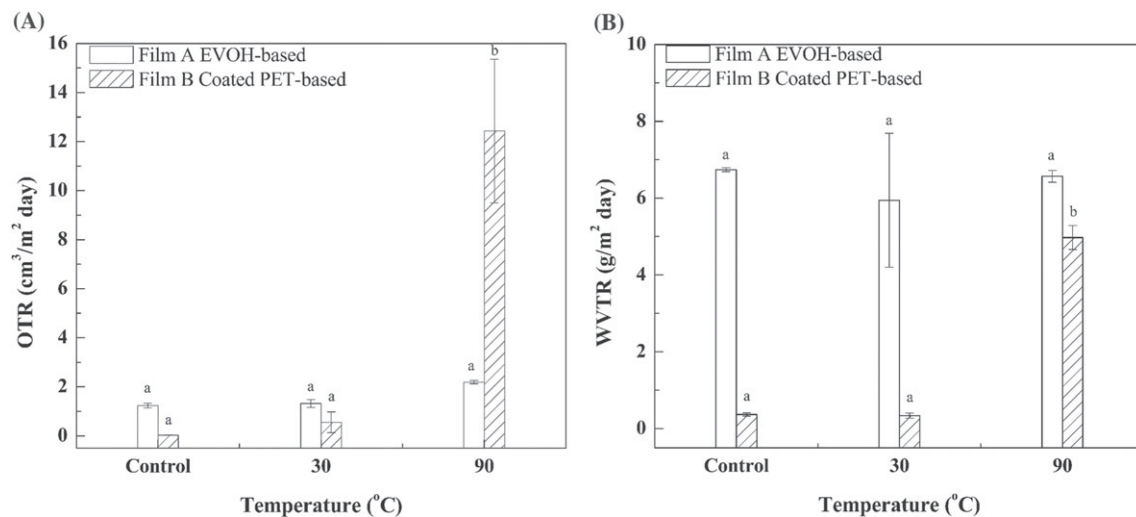 (A)
16
14
12
10
8
6
4
2
0
OTR (cm³/m² day)
Film A EVOH-based
Film B Coated PET-based
a
a
a
a
a
b
Control
30
90
Temperature (°C)
(B)
10
8
6
4
2
0
WVTR (g/m² day)
Film A EVOH-based
Film B Coated PET-based
a
a
a
a
a
b
Control
30
90
Temperature (°C)